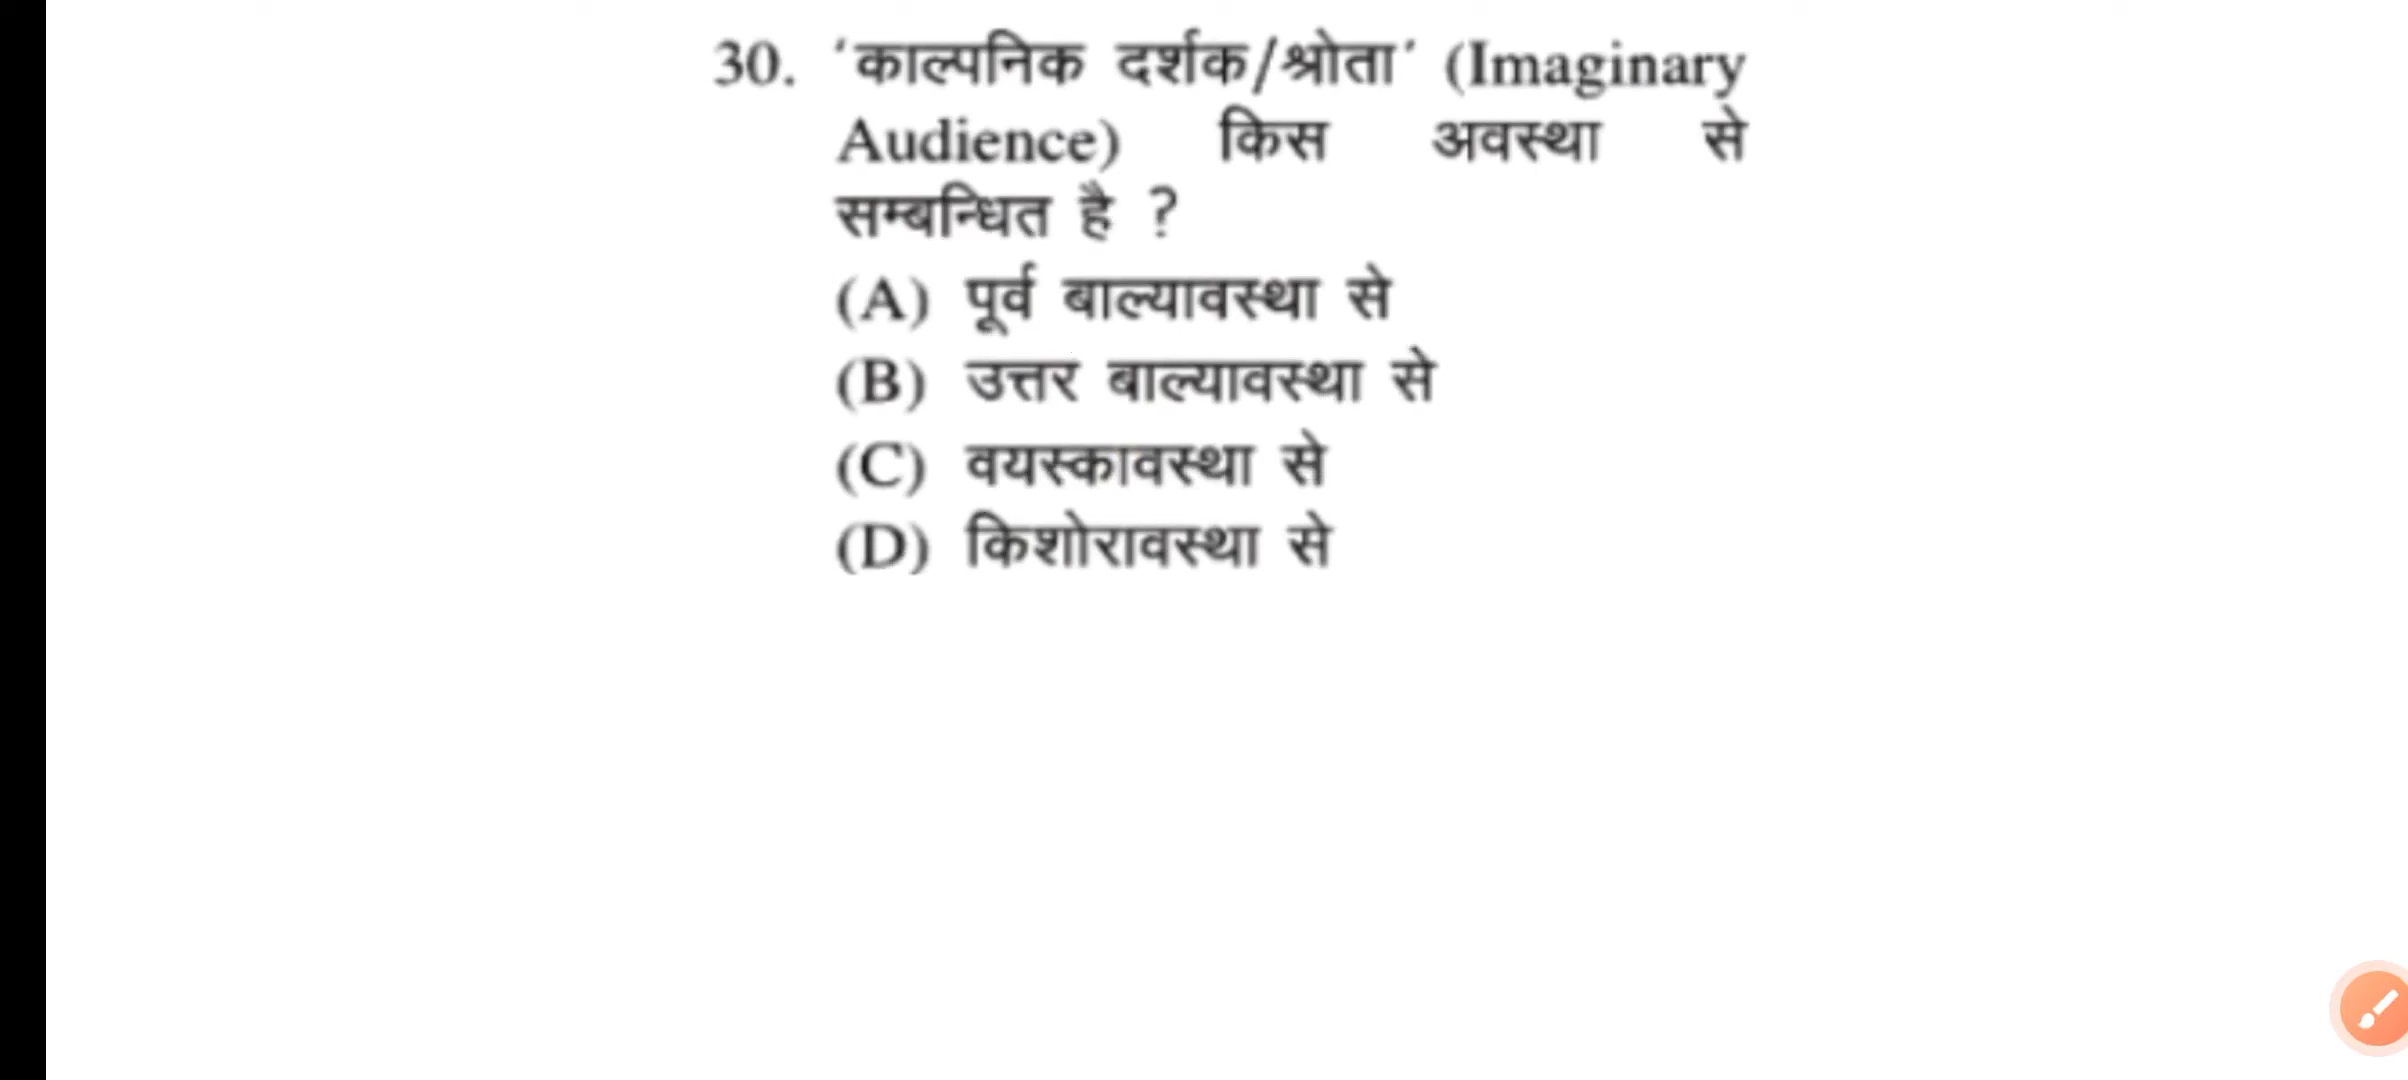 30. ‘काल्पनिक दर्शक/श्रोता’ (Imaginary
Audience) किस अवस्था से
सम्बन्धित है ?
(A) पूर्व बाल्यावस्था से
(B) उत्तर बाल्यावस्था से
(C) वयस्कावस्था से
(D) किशोरावस्था से